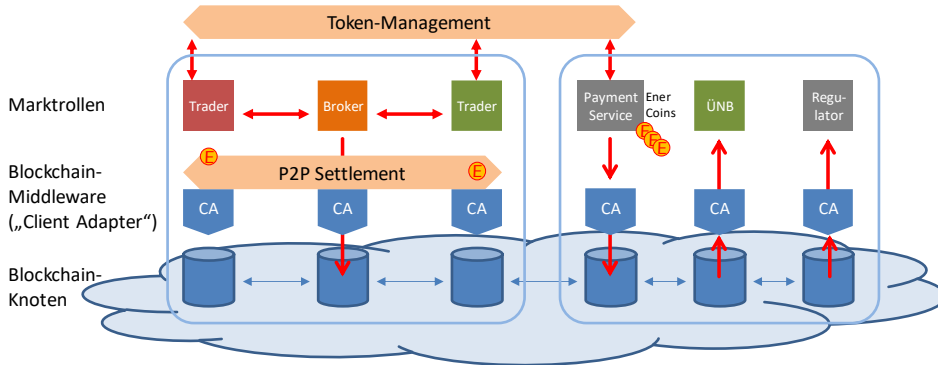 Token-Management
Marktrollen
Trader
Broker
Trader
Payment
Service
Ener
Coins
ÜNB
Regu-
lator
E
E
E
Blockchain-
Middleware
(„Client Adapter“)
E
P2P Settlement
E
CA
CA
CA
CA
CA
CA
Blockchain-
Knoten